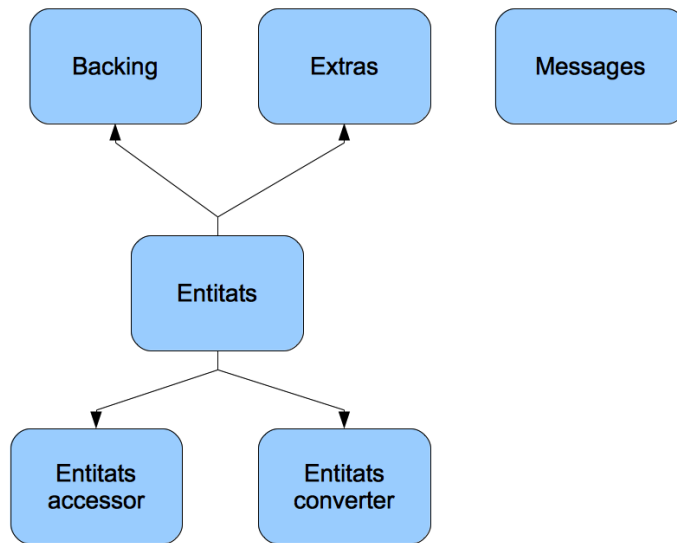 Backing
Extras
Messages
Entitats
Entitats
accessor
Entitats
converter